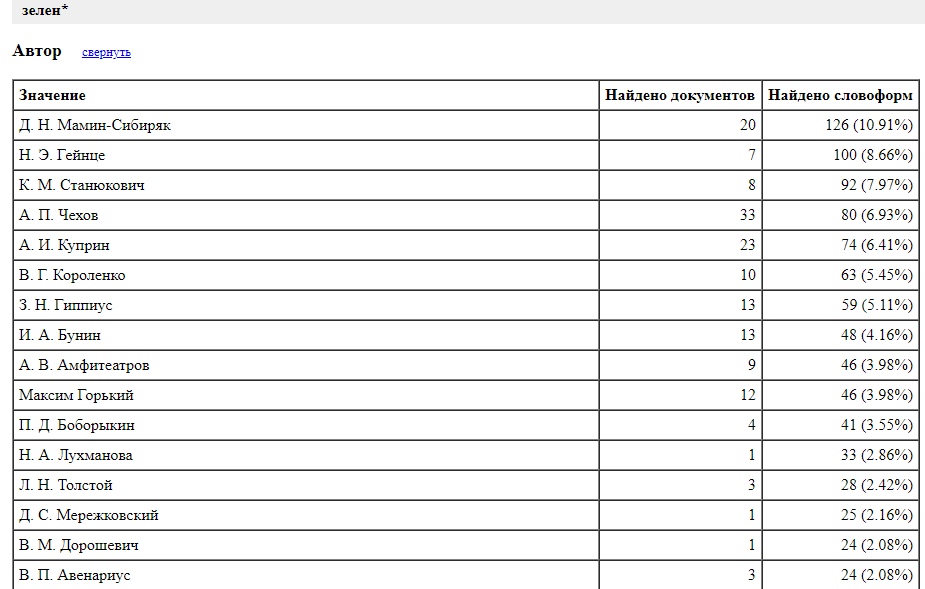 зелен*
Автор свернуть
Значение Найдено документов Найдено словоформ
Д. Н. Мамин-Сибиряк 20 126 (10.91%)
Н. Э. Гейнце 7 100 (8.66%)
К. М. Станюкович 8 92 (7.97%)
А. П. Чехов 33 80 (6.93%)
А. И. Куприн 23 74 (6.41%)
В. Г. Короленко 10 63 (5.45%)
З. Н. Гиппиус 13 59 (5.11%)
И. А. Бунин 13 48 (4.16%)
А. В. Амфитеатров 9 46 (3.98%)
Максим Горький 12 46 (3.98%)
П. Д. Боборыкин 4 41 (3.55%)
Н. А. Лухманова 1 33 (2.86%)
Л. Н. Толстой 3 28 (2.42%)
Д. С. Мережковский 1 25 (2.16%)
В. М. Дорошевич 1 24 (2.08%)
В. П. Авенариус 3 24 (2.08%)